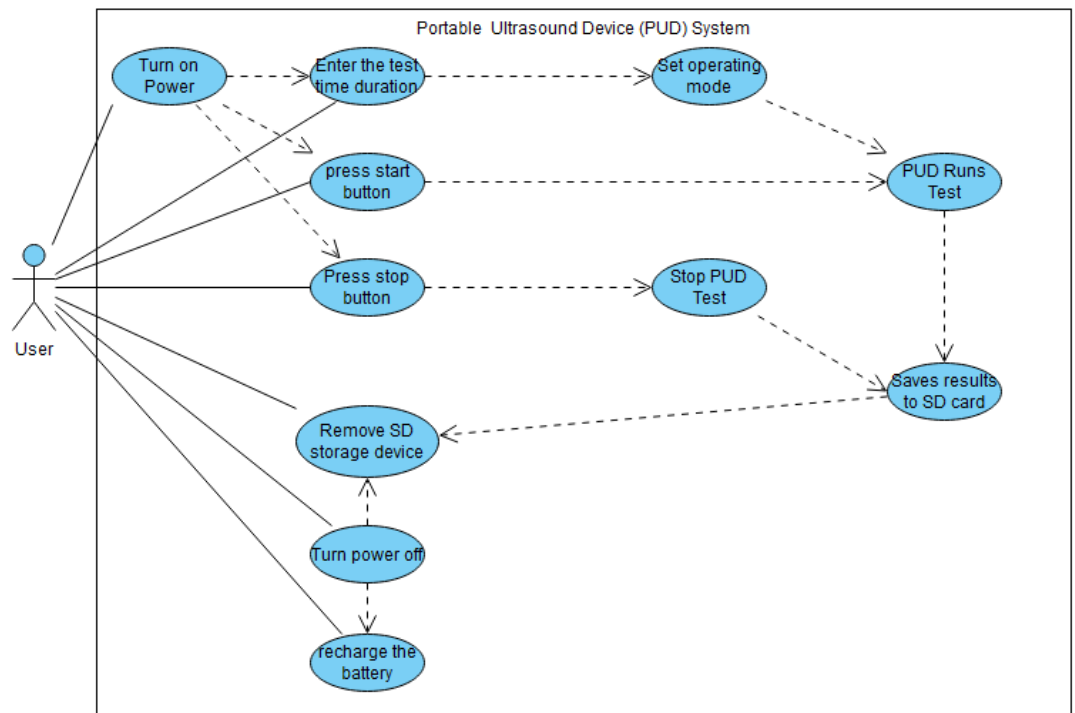 Portable Ultrasound Device (PUD) System
Turn on
Power
Enter the test
time duration
Set operating
mode
press start
button
PUD Runs
Test
Press stop
button
Stop PUD
Test
User
Saves results
to SD card
Remove SD
storage device
Turn power off
recharge the
battery